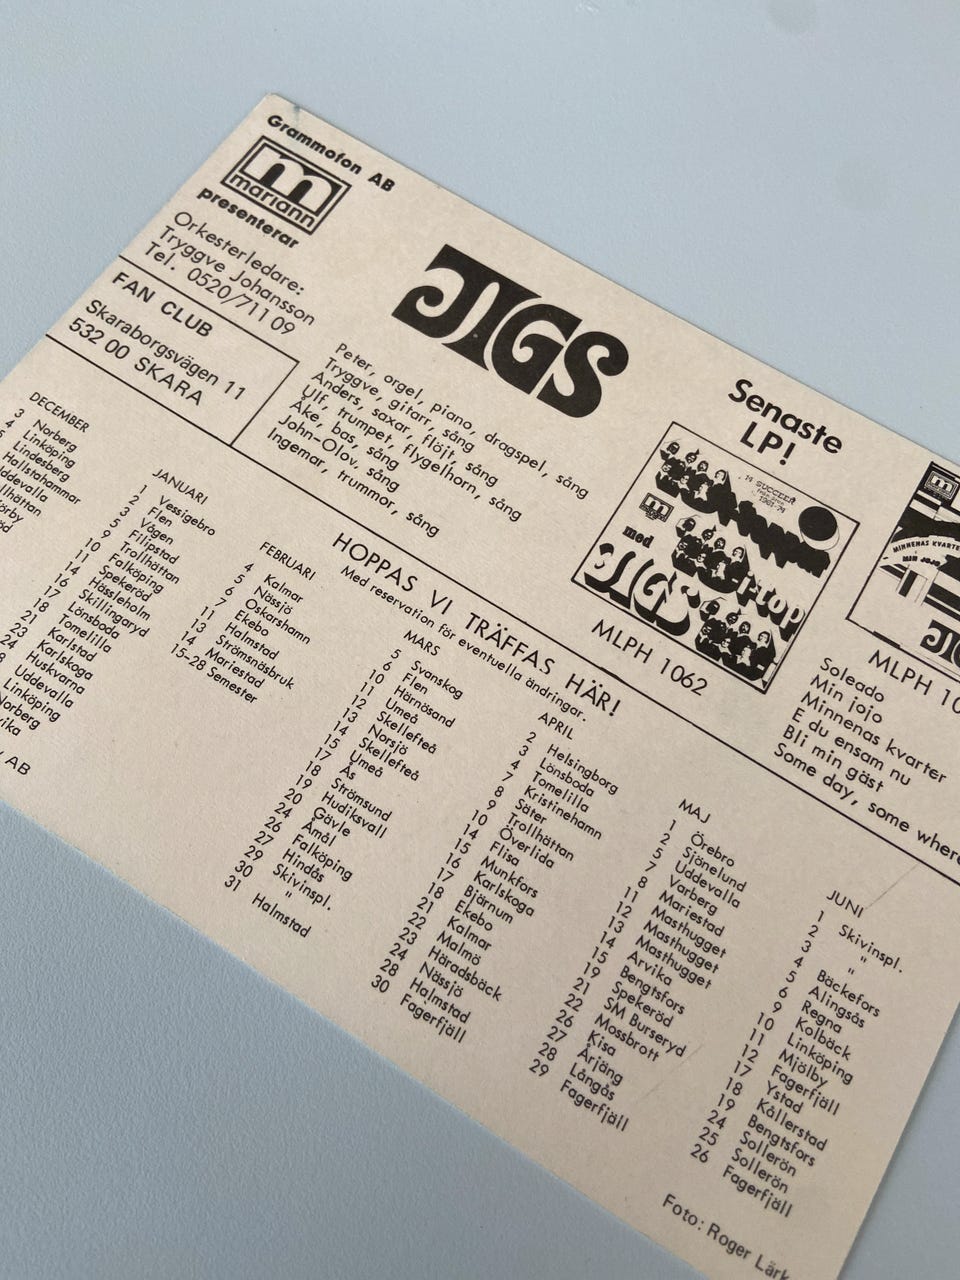 Grammofon AB
m
mariann
presenterar
Orkesterledare:
Tryggve Johansson
Tel. 0520/711 09
FAN CLUB
Skaraborgsvägen 11
532 00 SKARA
JIGS
Peter, orgel, piano, dragspel, sång
Tryggve, gitarr, sång
Anders, saxar, flöjt, sång
Ulf, trumpet, flygelhorn, sång
Åke, bas, sång
John-Olov, sång
Ingemar, trummor, sång
Senaste
LP!
14 SUCCEER
med
JIGS
MLPH 1062
MINNENAS KVARTE
MIN JOJO
MLPH 10
Soleado
Min jojo
Minnenas kvarter
E du ensam nu
Bli min gäst
Some day, some where
HOPPAS VI TRÄFFAS HÄR!
Med reservation för eventuella ändringar.
DECEMBER
3 Norberg
4 Linköping
5 Lindesberg
Hallstahammar
Uddevalla
JANUARI
1 Vessigebro
2 Flen
3 Vägen
5 Filipstad
9 Trollhättan
10 Falköping
11 Spekeröd
14 Hässleholm
16 Skillingaryd
17 Lönsboda
18 Tomelilla
21 Karlstad
23 Karlskoga
24 Huskvarna
Uddevalla
Linköping
Norberg
AB
FEBRUARI
4 Kalmar
5 Nässjö
6 Oskarshamn
7 Ekebo
11 Halmstad
13 Strömsnäsbruk
14 Mariestad
15-28 Semester
MARS
5 Svanskog
6 Flen
10 Härnösand
11 Umeå
12 Skellefteå
13 Norsjö
14 Skellefteå
15 Umeå
17 Ås
18 Strömsund
19 Hudiksvall
20 Gävle
24 Åmål
26 Falköping
27 Hindås
29 Skivinspl.
30 "
31 Halmstad
APRIL
2 Helsingborg
3 Lönsboda
4 Tomelilla
7 Kristinehamn
8 Säter
9 Trollhättan
10 Överlida
14 Flisa
15 Munkfors
16 Karlskoga
17 Bjärnum
18 Ekebo
21 Kalmar
22 Malmö
23 Häradsbäck
24 Nässjö
28 Halmstad
30 Fagerfjäll
MAJ
1 Örebro
2 Sjönelund
5 Uddevalla
7 Varberg
8 Mariestad
11 Masthugget
12 Masthugget
13 Masthugget
14 Arvika
15 Bengtsfors
19 Spekeröd
21 SM Burseryd
22 Mossbrott
26 Kisa
27 Årjäng
28 Långås
29 Fagerfjäll
JUNI
1 Skivinspl.
2 "
3 "
4 Bäckefors
5 Alingsås
6 Regna
9 Kolbäck
10 Linköping
11 Mjölby
12 Fagerfjäll
17 Ystad
18 Kållerstad
19 Bengtsfors
24 Sollerön
25 Sollerön
26 Fagerfjäll
Foto: Roger Lärk